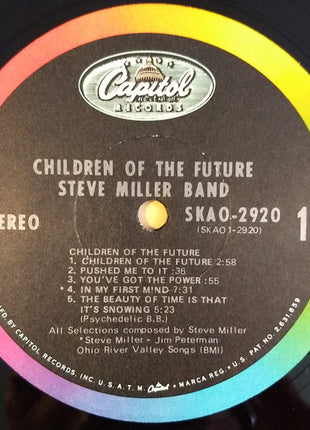 Capitol
RECORDS
CHILDREN OF THE FUTURE
STEVE MILLER BAND
STEREO
SKAO-2920
1
(SKAO1-2920)
CHILDREN OF THE FUTURE
1. CHILDREN OF THE FUTURE 2:58
2. PUSHED ME TO IT :36
3. YOU'VE GOT THE POWER :55
*4. IN MY FIRST MIND 7:31
5. THE BEAUTY OF TIME IS THAT
IT'S SNOWING 5:23
(Psychedelic B.B.)
All Selections composed by Steve Miller
*Steve Miller - Jim Peterman
Ohio River Valley Songs (BMI)
MFD. BY CAPITOL RECORDS, INC. U.S.A. T.M. Capitol MARCA REG. • U.S. PAT. NO. 2,631,859